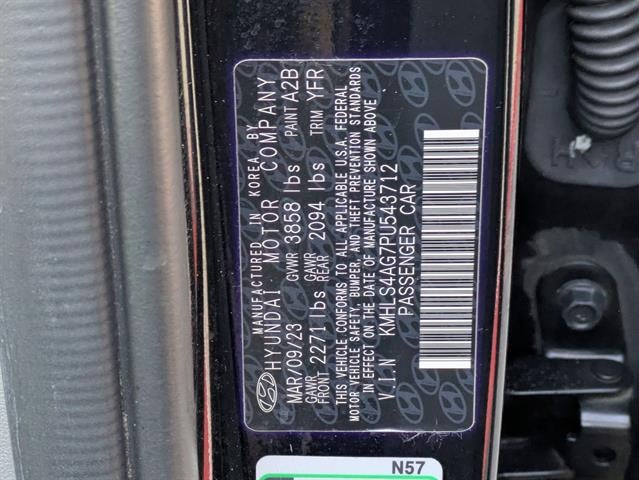 MANUFACTURED IN KOREA BY
HYUNDAI MOTOR COMPANY
MAR/09/23 GVWR 3858 lbs PAINT A2B
GAWR FRONT 2271 lbs GAWR REAR 2094 lbs TRIM YFR
THIS VEHICLE CONFORMS TO ALL APPLICABLE U.S.A. FEDERAL
MOTOR VEHICLE SAFETY, BUMPER, AND THEFT PREVENTION STANDARDS
IN EFFECT ON THE DATE OF MANUFACTURE SHOWN ABOVE
V.I.N KMHLS4AG7PU543712
PASSENGER CAR
N57